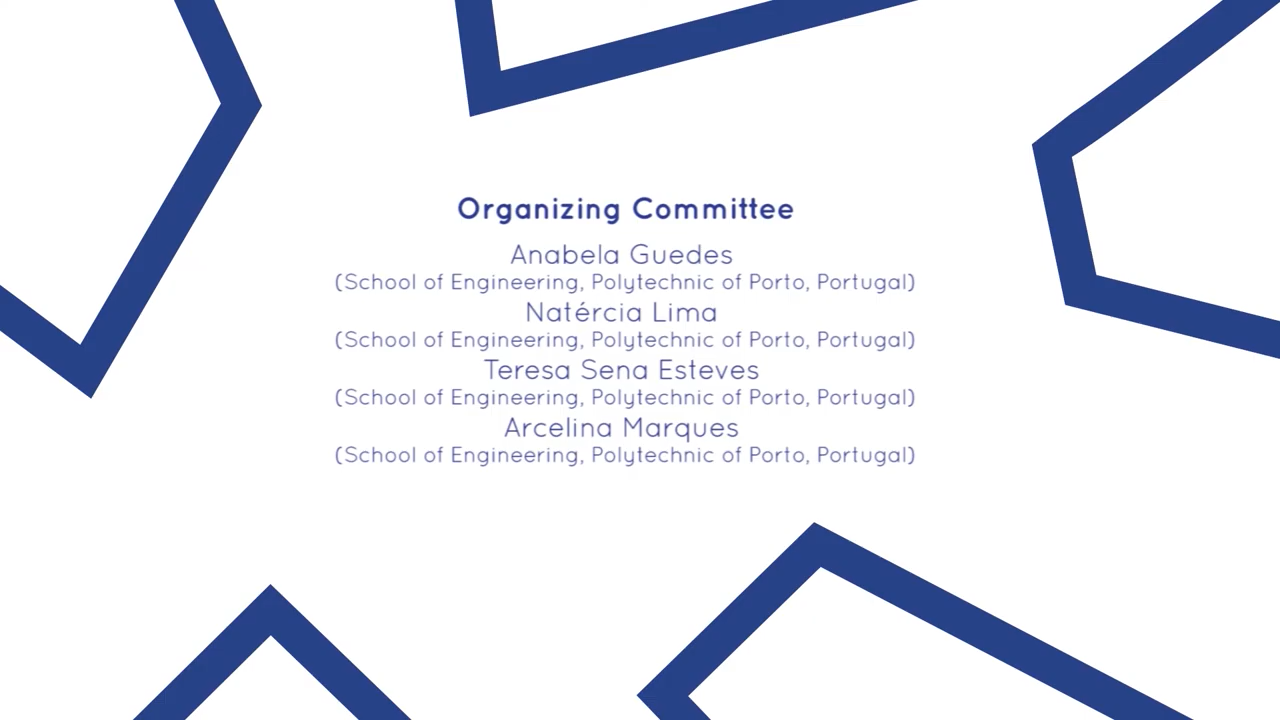 Organizing Committee
Anabela Guedes
(School of Engineering, Polytechnic of Porto, Portugal)
Natércia Lima
(School of Engineering, Polytechnic of Porto, Portugal)
Teresa Sena Esteves
(School of Engineering, Polytechnic of Porto, Portugal)
Arcelina Marques
(School of Engineering, Polytechnic of Porto, Portugal)